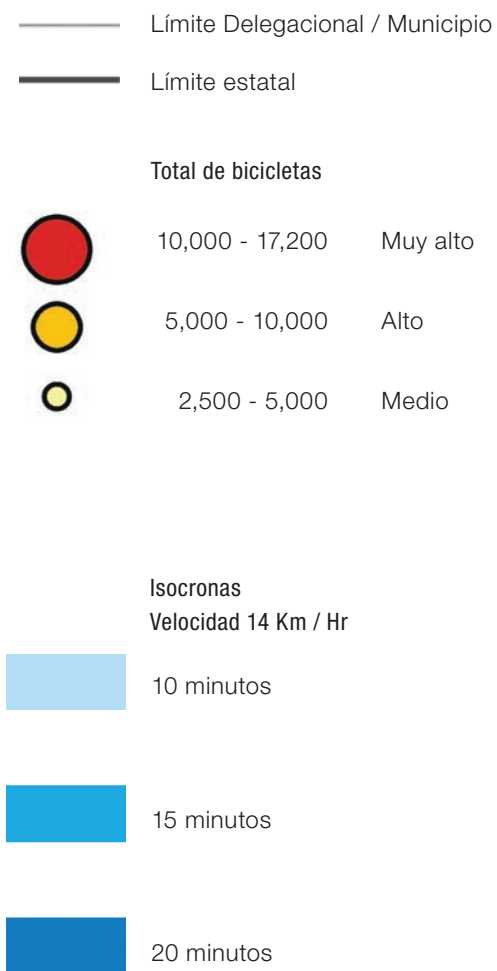 Límite Delegacional / Municipio
Límite estatal
Total de bicicletas
10,000 - 17,200 Muy alto
5,000 - 10,000 Alto
2,500 - 5,000 Medio
Isocronas
Velocidad 14 Km / Hr
10 minutos
15 minutos
20 minutos